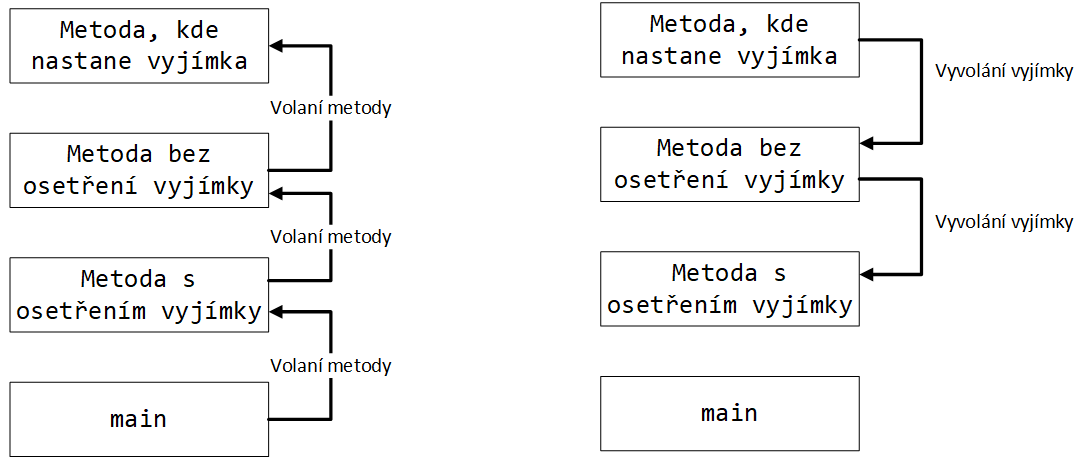 Metoda, kde
nastane vyjímka
Volaní metody
Metoda bez
osetření vyjímky
Volaní metody
Metoda s
osetřením vyjímky
Volaní metody
main
Metoda, kde
nastane vyjímka
Vyvolání vyjímky
Metoda bez
osetření vyjímky
Vyvolání vyjímky
Metoda s
osetřením vyjímky
main